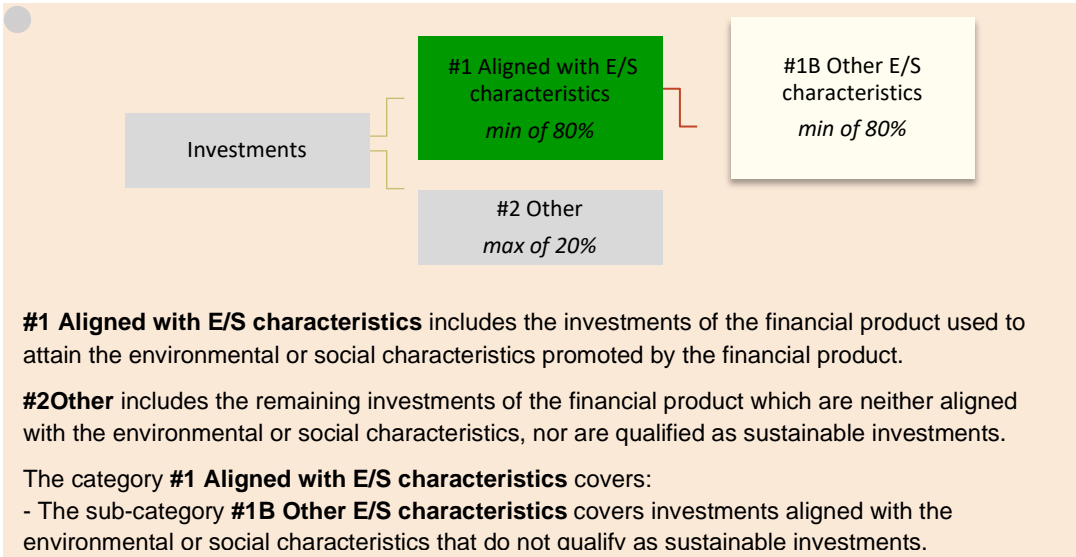 #1 Aligned with E/S
characteristics
min of 80%
#1B Other E/S
characteristics
min of 80%
Investments
#2 Other
max of 20%
#1 Aligned with E/S characteristics includes the investments of the financial product used to
attain the environmental or social characteristics promoted by the financial product.
#2Other includes the remaining investments of the financial product which are neither aligned
with the environmental or social characteristics, nor are qualified as sustainable investments.
The category #1 Aligned with E/S characteristics covers:
- The sub-category #1B Other E/S characteristics covers investments aligned with the
environmental or social characteristics that do not qualify as sustainable investments.